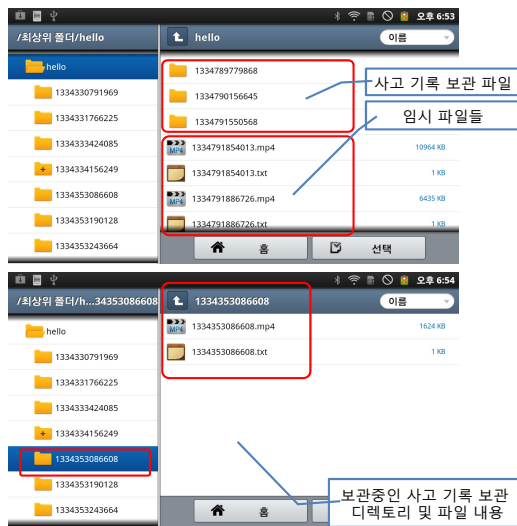 오후 6:53
/최상위 폴더/hello
hello
이름
hello
1334330791969
1334331766225
1334333424085
1334334156249
1334353086608
1334353190128
1334353243664
1334789779868
1334790156645
1334791550568
MP4 1334791854013.mp4 10964 KB
1334791854013.txt 1 KB
MP4 1334791886726.mp4 6435 KB
1334791886726.txt 1 KB
홈
선택
사고 기록 보관 파일
임시 파일들
오후 6:54
/최상위 폴더/h...34353086608
1334353086608
이름
hello
1334330791969
1334331766225
1334333424085
1334334156249
1334353086608
1334353190128
1334353243664
MP4 1334353086608.mp4 1624 KB
1334353086608.txt 1 KB
홈
보관중인 사고 기록 보관
디렉토리 및 파일 내용